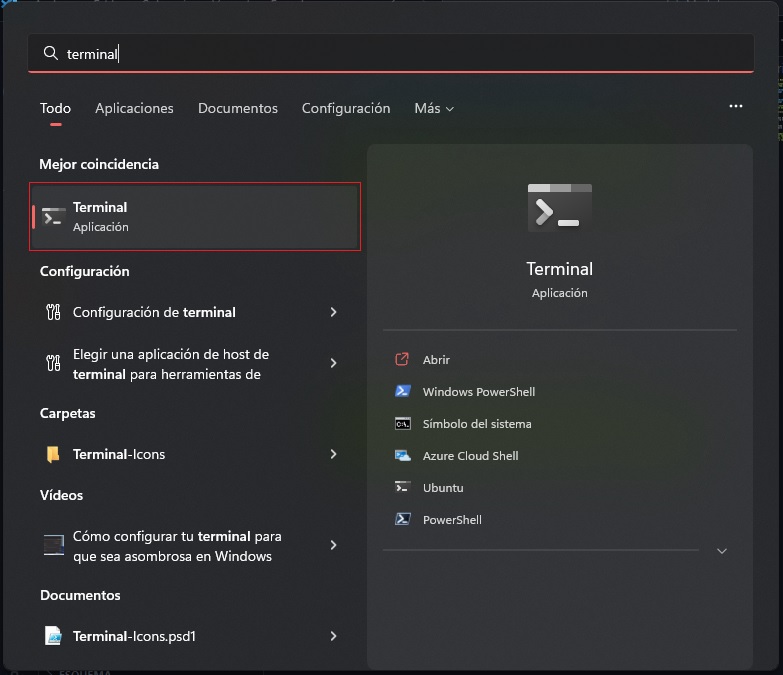 terminal
Todo Aplicaciones Documentos Configuración Más
Mejor coincidencia
Terminal
Aplicación
Configuración
Configuración de terminal
Elegir una aplicación de host de
terminal para herramientas de
Carpetas
Terminal-Icons
Vídeos
Cómo configurar tu terminal para
que sea asombrosa en Windows
Documentos
Terminal-Icons.psd1
Terminal
Aplicación
Abrir
Windows PowerShell
Símbolo del sistema
Azure Cloud Shell
Ubuntu
PowerShell
ESQUEMA